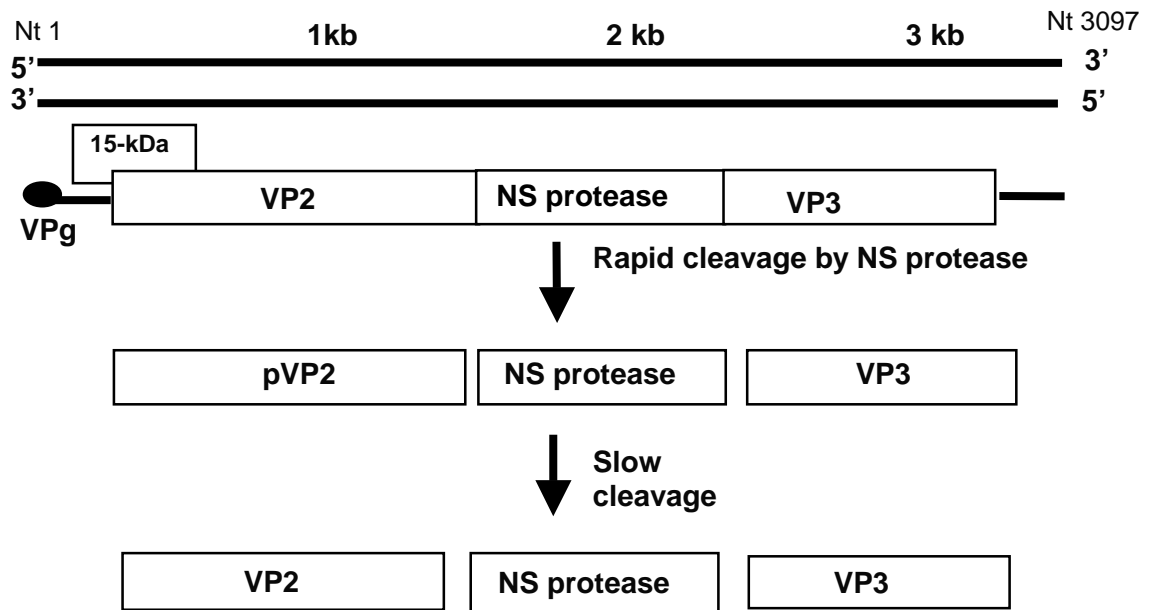 Nt 1 1kb 2 kb 3 kb Nt 3097
5’ 3’
3’ 5’
15-kDa
VP2 NS protease VP3
VPg
Rapid cleavage by NS protease
pVP2 NS protease VP3
Slow
cleavage
VP2 NS protease VP3